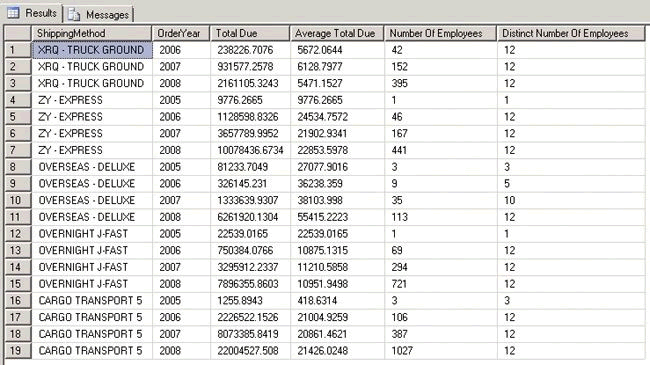 Results Messages
ShippingMethod OrderYear Total Due Average Total Due Number Of Employees Distinct Number Of Employees
1 XRQ - TRUCK GROUND 2006 238226.7076 5672.0644 42 12
2 XRQ - TRUCK GROUND 2007 931577.2578 6128.7977 152 12
3 XRQ - TRUCK GROUND 2008 2161105.3243 5471.1527 395 12
4 ZY - EXPRESS 2005 9776.2665 9776.2665 1 1
5 ZY - EXPRESS 2006 1128598.8326 24534.7572 46 12
6 ZY - EXPRESS 2007 3657789.9952 21902.9341 167 12
7 ZY - EXPRESS 2008 10078436.6734 22853.5978 441 12
8 OVERSEAS - DELUXE 2005 81233.7049 27077.9016 3 3
9 OVERSEAS - DELUXE 2006 326145.231 36238.359 9 5
10 OVERSEAS - DELUXE 2007 1333639.9307 38103.998 35 10
11 OVERSEAS - DELUXE 2008 6261920.1304 55415.2223 113 12
12 OVERNIGHT J-FAST 2005 22539.0165 22539.0165 1 1
13 OVERNIGHT J-FAST 2006 750384.0766 10875.1315 69 12
14 OVERNIGHT J-FAST 2007 3295912.2337 11210.5858 294 12
15 OVERNIGHT J-FAST 2008 7896355.8603 10951.9498 721 12
16 CARGO TRANSPORT 5 2005 1255.8943 418.6314 3 3
17 CARGO TRANSPORT 5 2006 2226522.1526 21004.9259 106 12
18 CARGO TRANSPORT 5 2007 8073385.8419 20861.4621 387 12
19 CARGO TRANSPORT 5 2008 22004527.508 21426.0248 1027 12